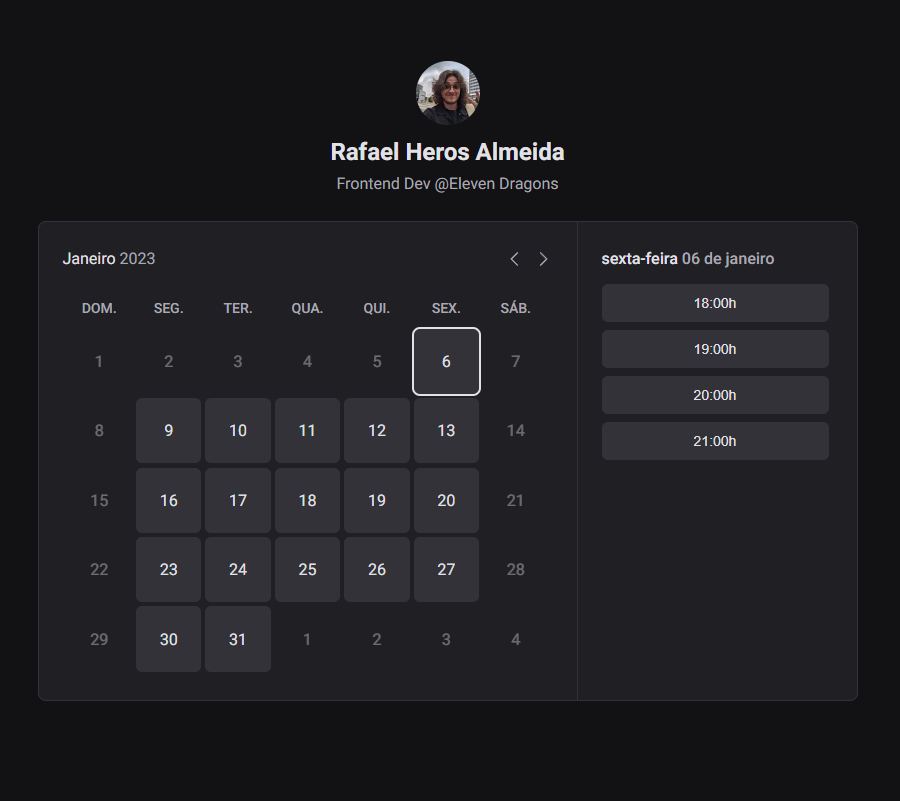 Rafael Heros Almeida
Frontend Dev @Eleven Dragons
Janeiro 2023
DOM. SEG. TER. QUA. QUI. SEX. SÁB.
1 2 3 4 5 6 7
8 9 10 11 12 13 14
15 16 17 18 19 20 21
22 23 24 25 26 27 28
29 30 31 1 2 3 4
sexta-feira 06 de janeiro
18:00h
19:00h
20:00h
21:00h